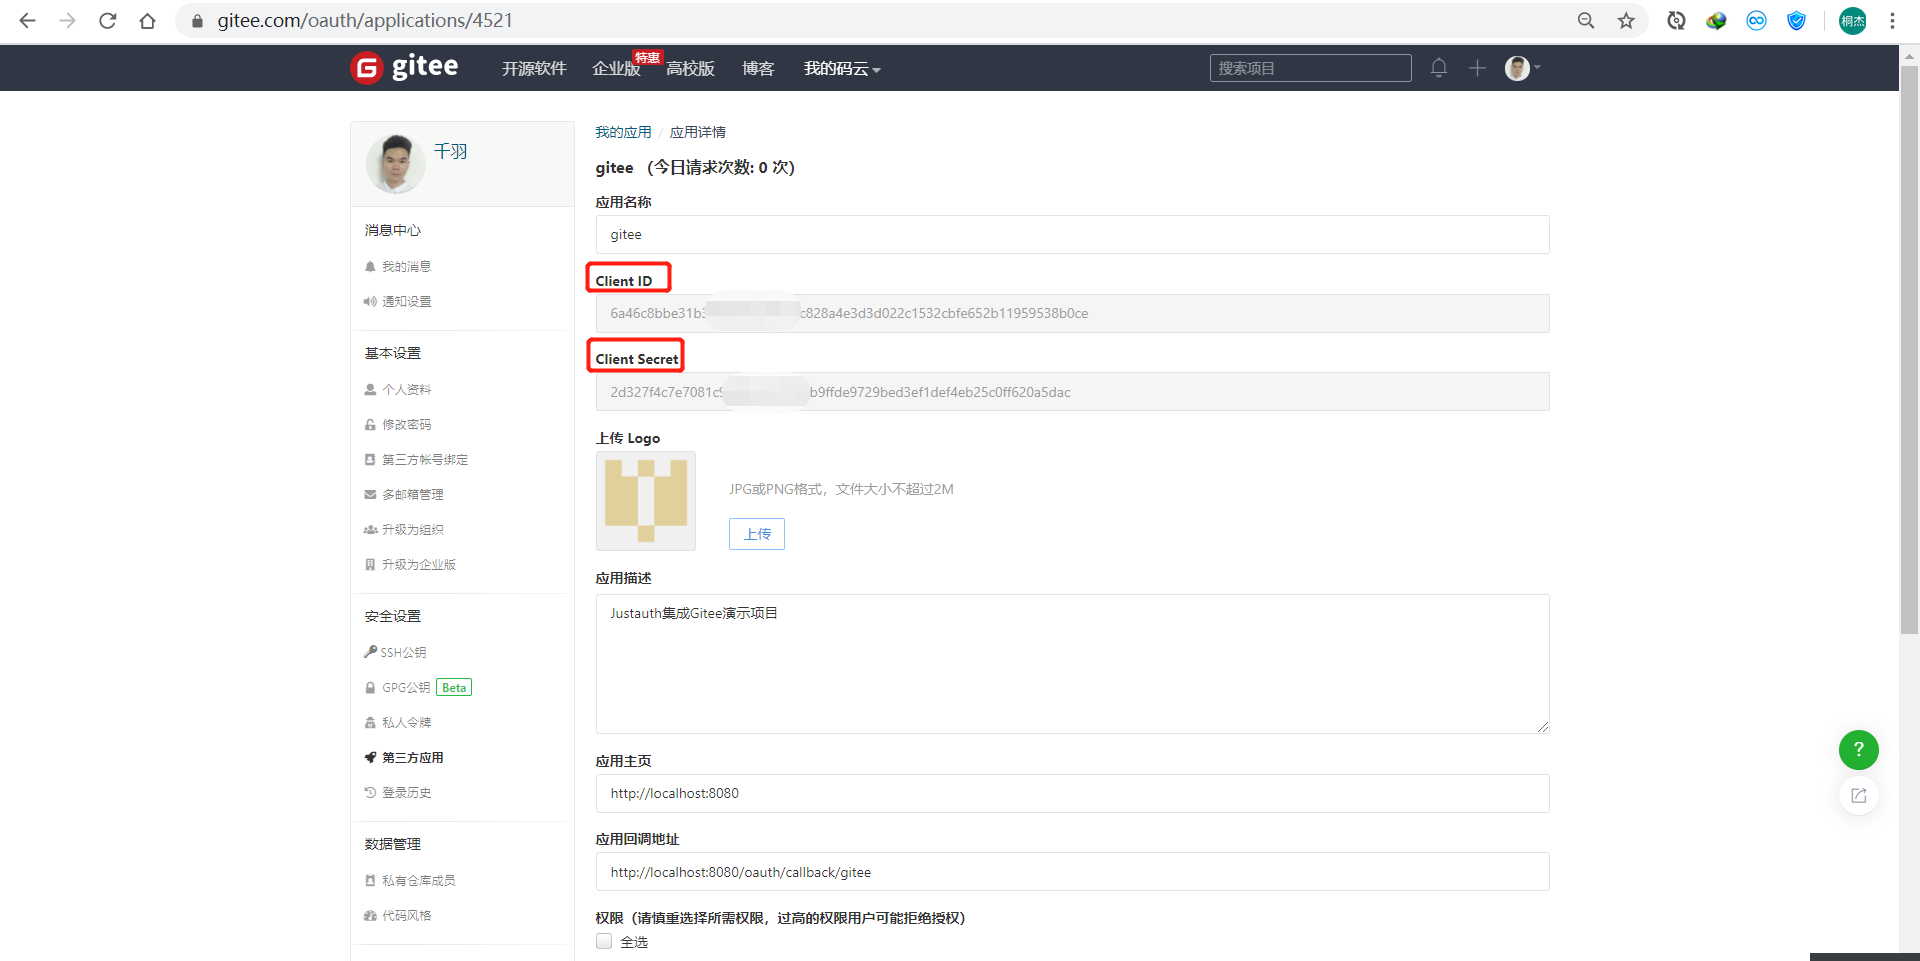 gitee.com/oauth/applications/4521
桐杰
gitee
开源软件
企业版
特惠
高校版
博客
我的码云
搜索项目
千羽
消息中心
我的消息
通知设置
基本设置
个人资料
修改密码
第三方帐号绑定
多邮箱管理
升级为组织
升级为企业版
安全设置
SSH公钥
GPG公钥 Beta
私人令牌
第三方应用
登录历史
数据管理
私有仓库成员
代码风格
我的应用 / 应用详情
gitee （今日请求次数: 0 次）
应用名称
gitee
Client ID
6a46c8bbe31b3 c828a4e3d3d022c1532cbfe652b11959538b0ce
Client Secret
2d327f4c7e7081c9 b9ffde9729bed3ef1def4eb25c0ff620a5dac
上传 Logo
JPG或PNG格式，文件大小不超过2M
上传
应用描述
Justauth集成Gitee演示项目
应用主页
http://localhost:8080
应用回调地址
http://localhost:8080/oauth/callback/gitee
权限（请慎重选择所需权限，过高的权限用户可能拒绝授权）
全选
?